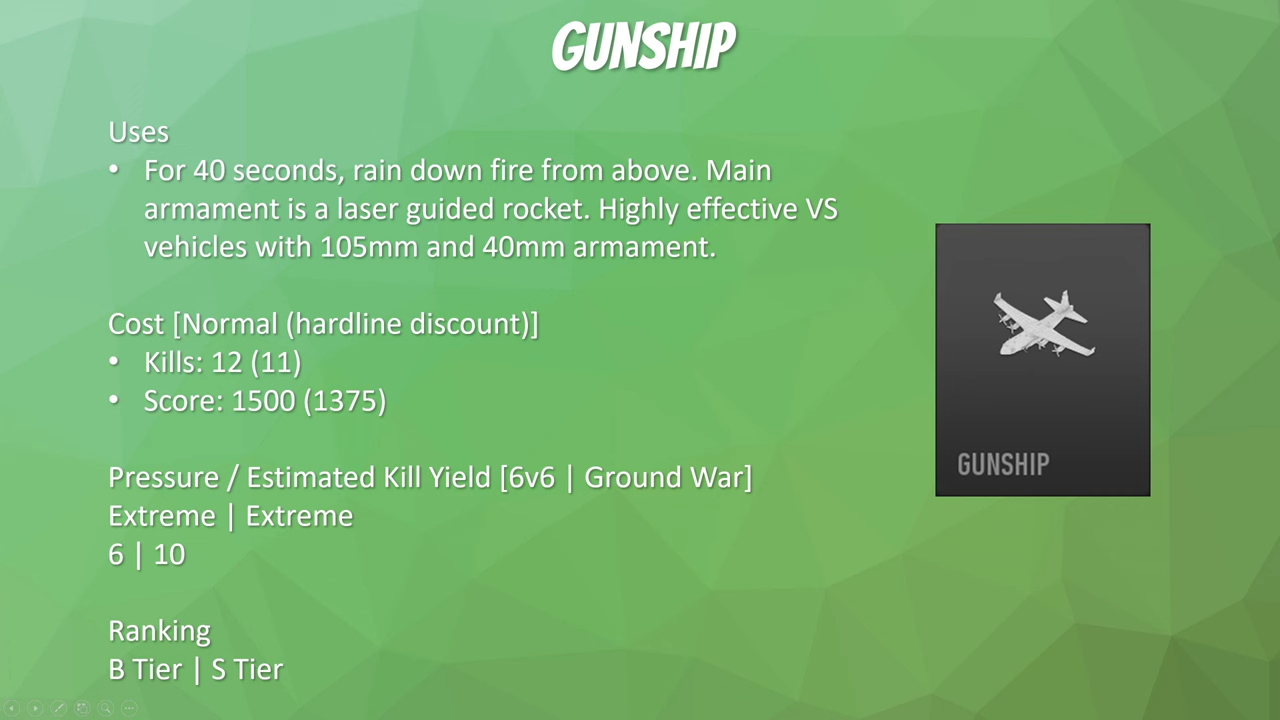 GUNSHIP
Uses
• For 40 seconds, rain down fire from above. Main
armament is a laser guided rocket. Highly effective VS
vehicles with 105mm and 40mm armament.
Cost [Normal (hardline discount)]
• Kills: 12 (11)
• Score: 1500 (1375)
Pressure / Estimated Kill Yield [6v6 | Ground War]
Extreme | Extreme
6 | 10
Ranking
B Tier | S Tier
GUNSHIP